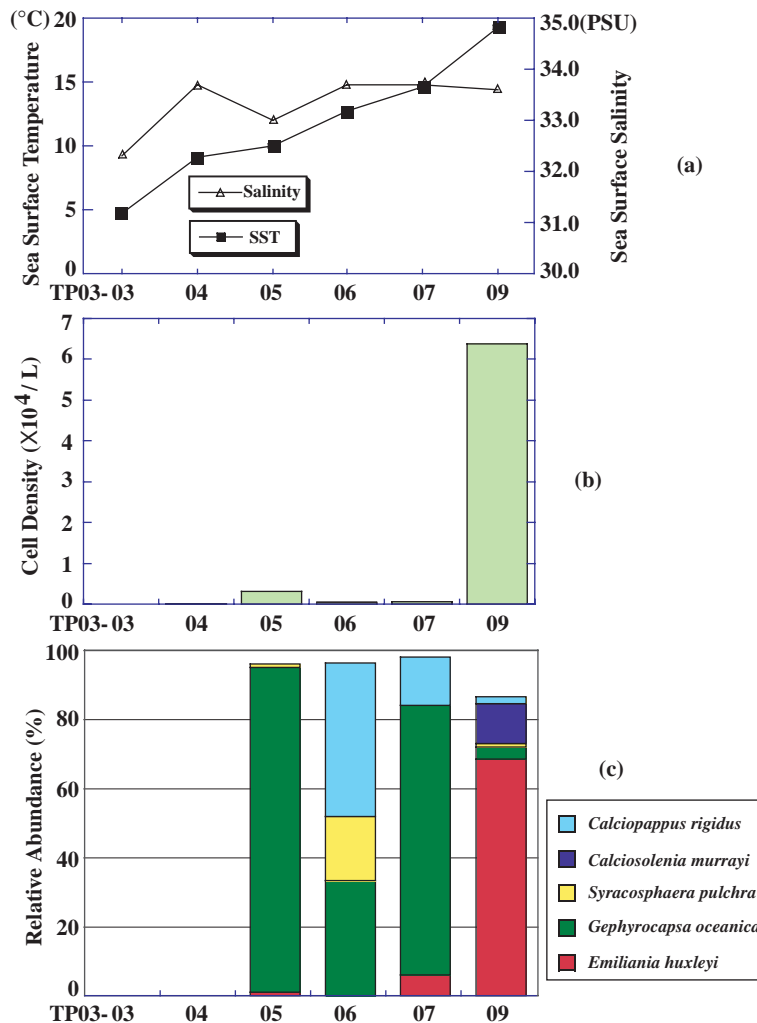 (°C)
20
15
10
5
0
Sea Surface Temperature
35.0(PSU)
34.0
33.0
32.0
31.0
30.0
Sea Surface Salinity
(a)
Salinity
SST
TP03- 03 04 05 06 07 09
7
6
5
4
3
2
1
0
Cell Density (X10⁴/ L)
(b)
TP03- 03 04 05 06 07 09
100
80
60
40
20
0
Relative Abundance (%)
(c)
Calciopappus rigidus
Calciosolenia murrayi
Syracosphaera pulchra
Gephyrocapsa oceanica
Emiliania huxleyi
TP03- 03 04 05 06 07 09